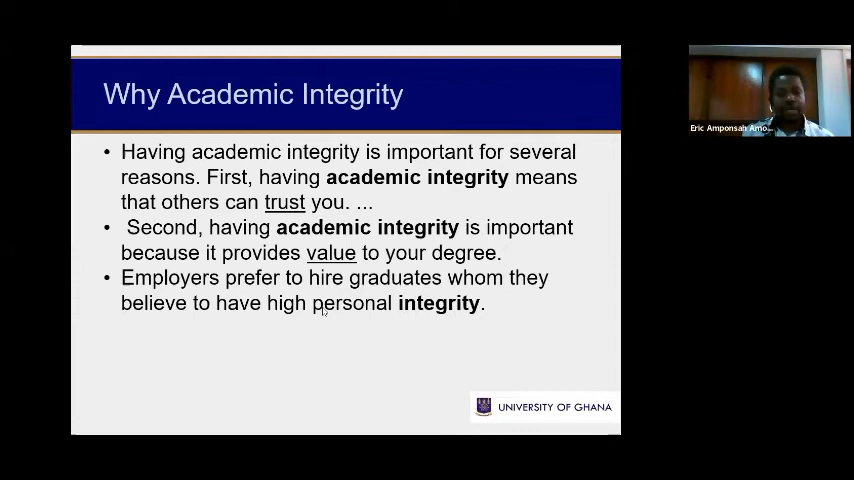 Why Academic Integrity
• Having academic integrity is important for several
reasons. First, having academic integrity means
that others can trust you. ...
• Second, having academic integrity is important
because it provides value to your degree.
• Employers prefer to hire graduates whom they
believe to have high personal integrity.
UNIVERSITY OF GHANA
Eric Amponsah Amo...